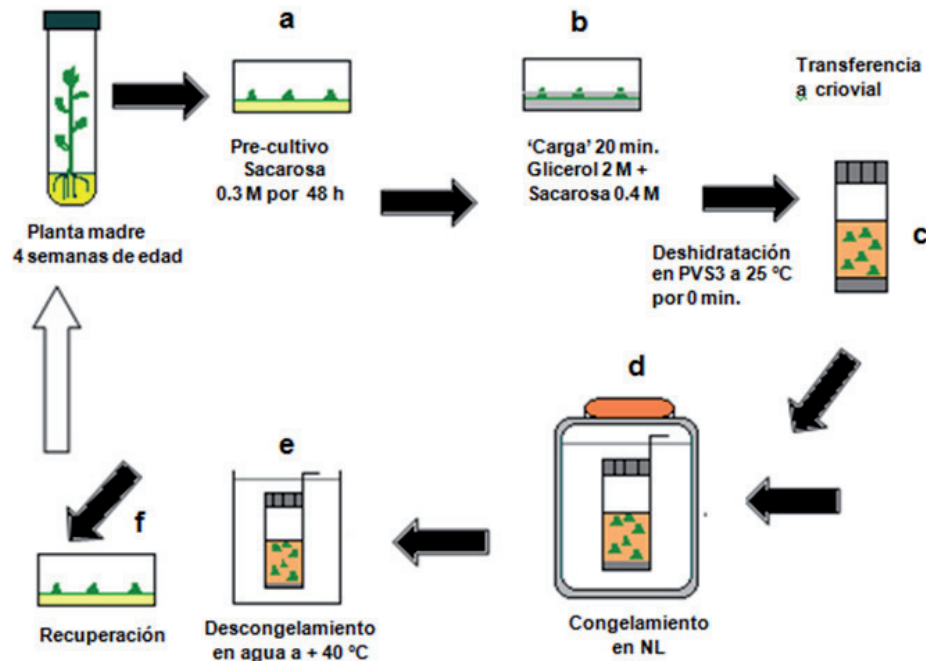 a
b
Transferencia
a criovial
Pre-cultivo
Sacarosa
0.3 M por 48 h
‘Carga’ 20 min.
Glicerol 2 M +
Sacarosa 0.4 M
Planta madre
4 semanas de edad
c
Deshidratación
en PVS3 a 25 ºC
por 0 min.
d
e
f
Recuperación
Descongelamiento
en agua a + 40 ºC
Congelamiento
en NL